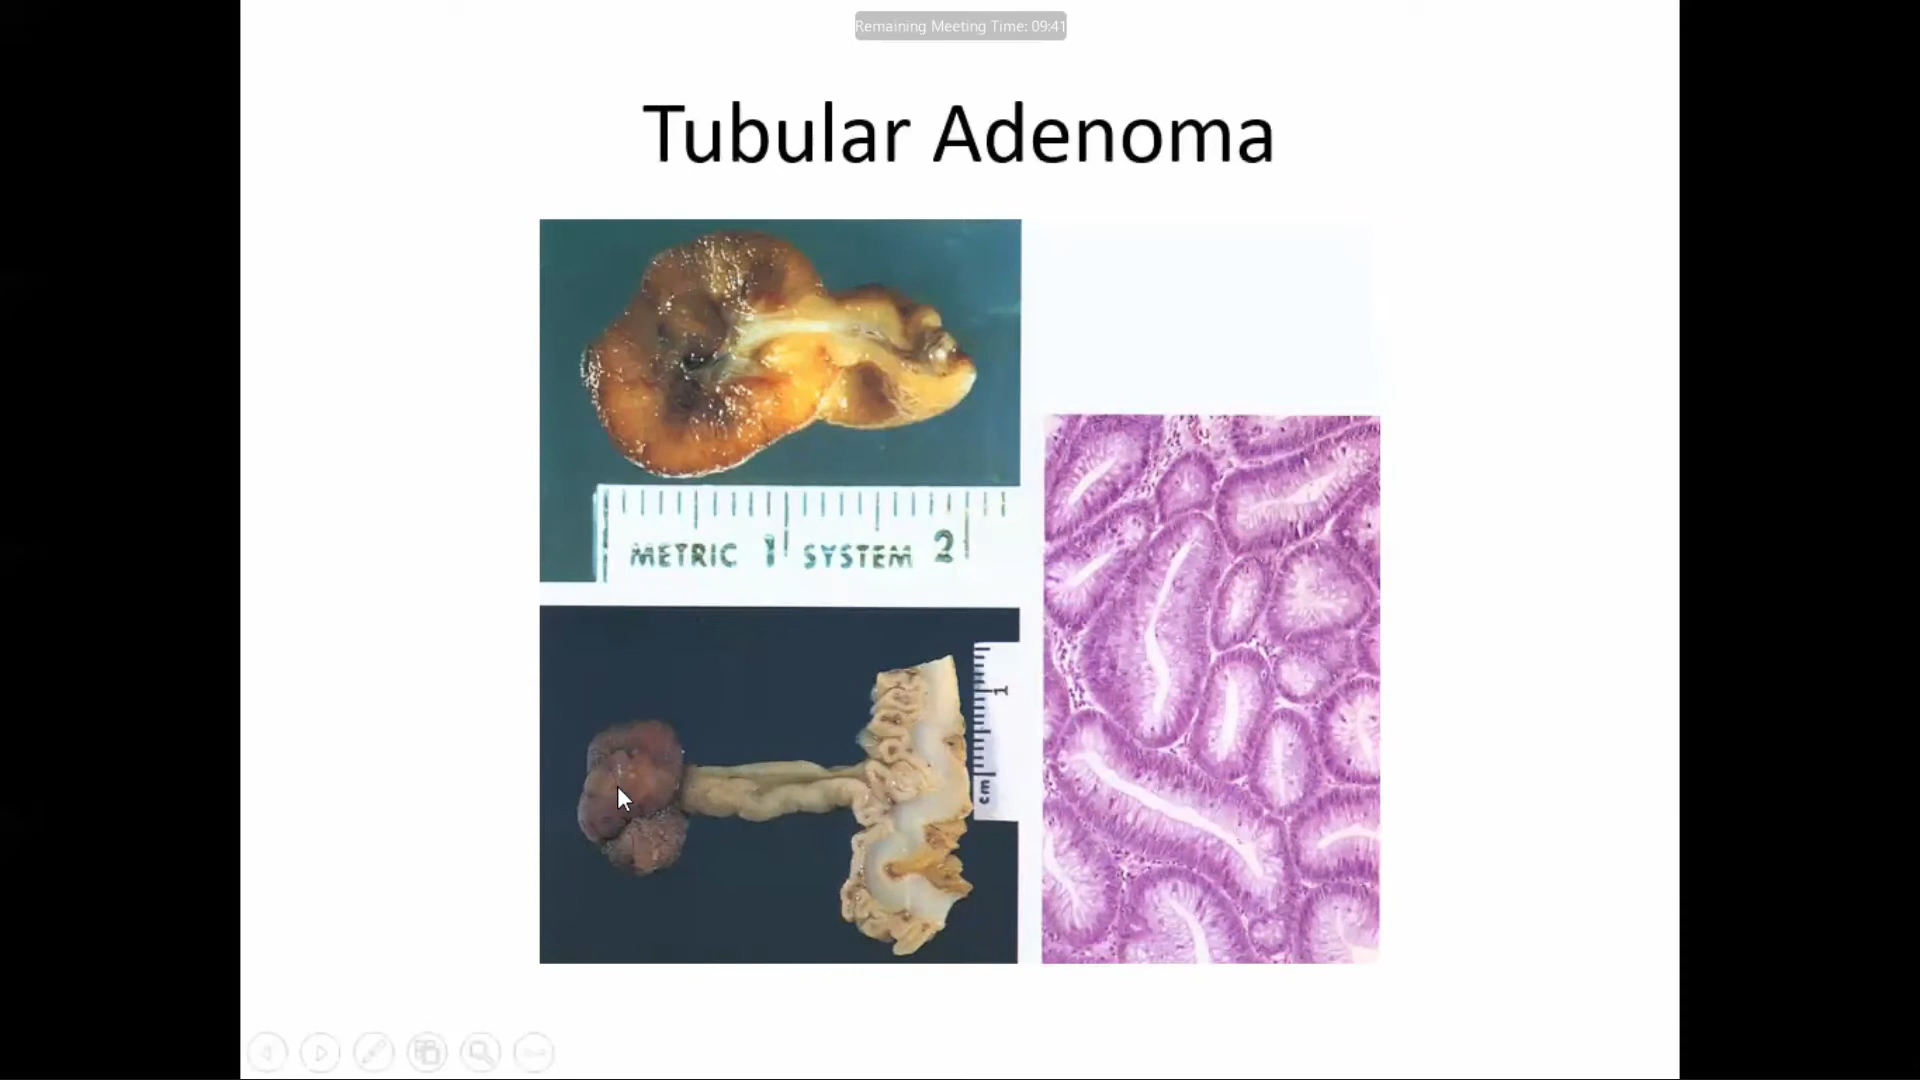 Remaining Meeting Time: 09:41
Tubular Adenoma
METRIC 1 SYSTEM 2
1
cm